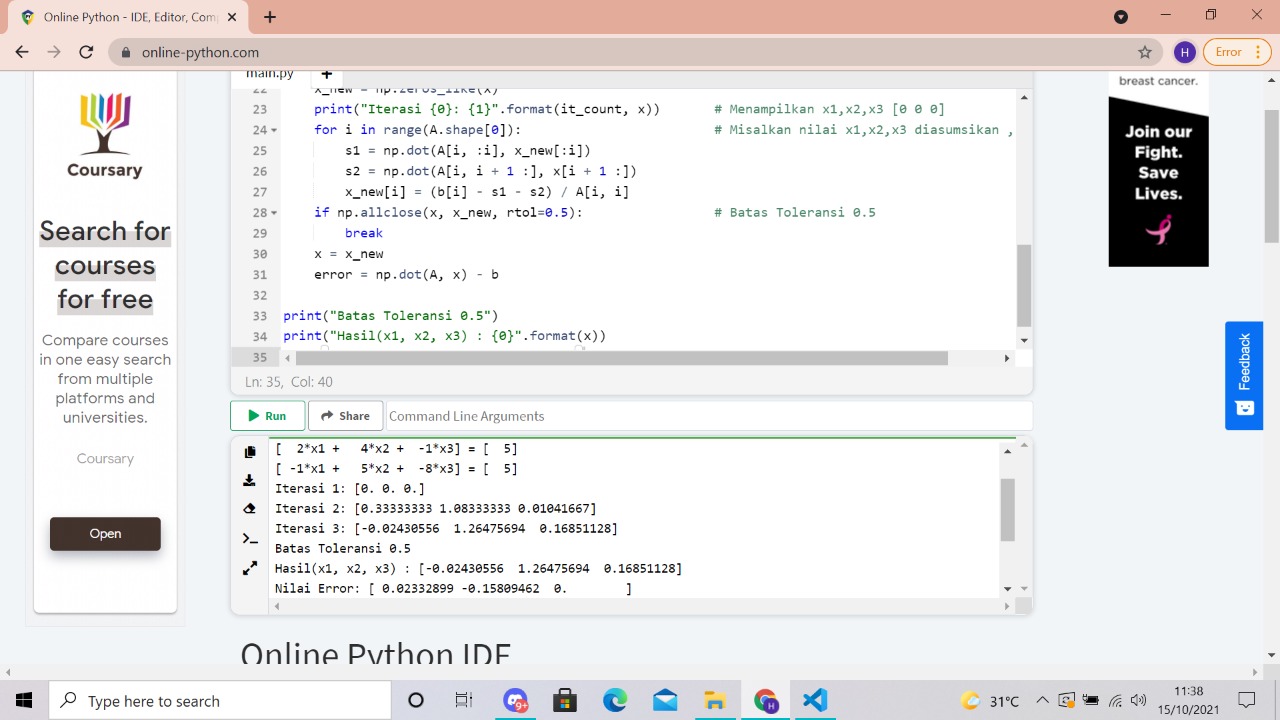 Online Python - IDE, Editor, Com
online-python.com
H
Error
Coursary
Search for
courses
for free
Compare courses
in one easy search
from multiple
platforms and
universities.
Coursary
Open
main.py
22 x_new = np.zeros_like(x)
23 print("Iterasi {0}: {1}".format(it_count, x)) # Menampilkan x1,x2,x3 [0 0 0]
24 for i in range(A.shape[0]): # Misalkan nilai x1,x2,x3 diasumsikan ,
25 s1 = np.dot(A[i, :i], x_new[:i])
26 s2 = np.dot(A[i, i + 1 :], x[i + 1 :])
27 x_new[i] = (b[i] - s1 - s2) / A[i, i]
28 if np.allclose(x, x_new, rtol=0.5): # Batas Toleransi 0.5
29 break
30 x = x_new
31 error = np.dot(A, x) - b
32
33 print("Batas Toleransi 0.5")
34 print("Hasil(x1, x2, x3) : {0}".format(x))
35
Ln: 35, Col: 40
Run
Share
Command Line Arguments
[ 2*x1 + 4*x2 + -1*x3] = [ 5]
[ -1*x1 + 5*x2 + -8*x3] = [ 5]
Iterasi 1: [0. 0. 0.]
Iterasi 2: [0.33333333 1.08333333 0.01041667]
Iterasi 3: [-0.02430556 1.26475694 0.16851128]
Batas Toleransi 0.5
Hasil(x1, x2, x3) : [-0.02430556 1.26475694 0.16851128]
Nilai Error: [ 0.02332899 -0.15809462 0. ]
Online Python IDE
breast cancer.
Join our
Fight.
Save
Lives.
Feedback
Type here to search
9+
H
31°C
11:38
15/10/2021